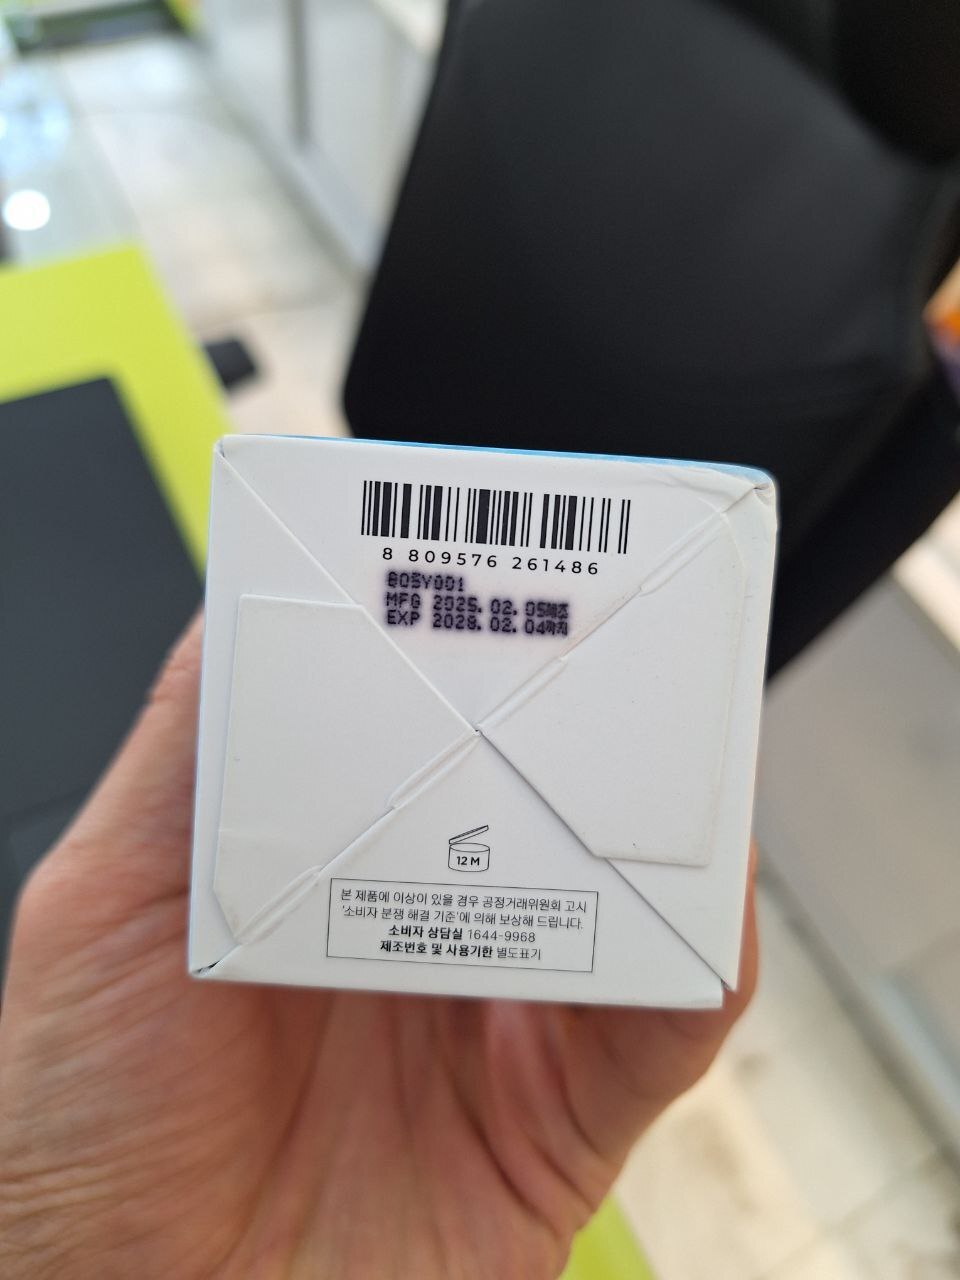 8 809576 261486
BO5Y001
MFG 2025. 02. 05제조
EXP 2028. 02. 04까지
12 M
본 제품에 이상이 있을 경우 공정거래위원회 고시
'소비자 분쟁 해결 기준'에 의해 보상해 드립니다.
소비자 상담실 1644-9968
제조번호 및 사용기한 별도표기